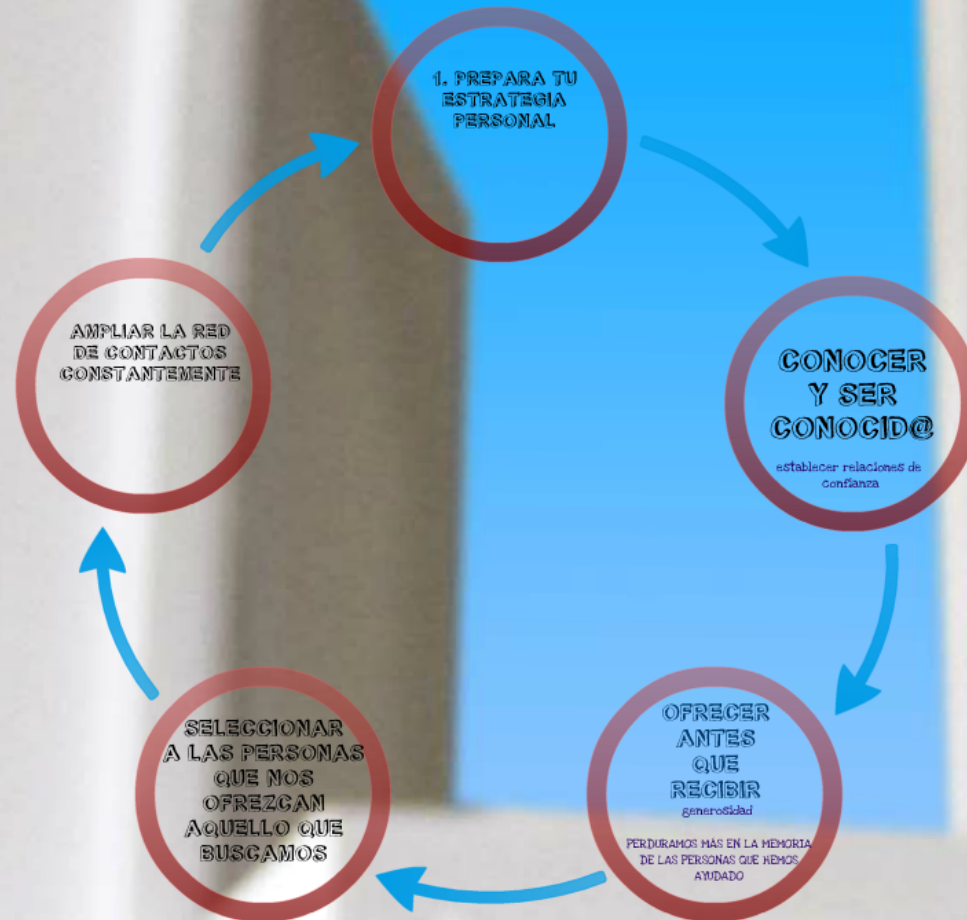 1. PREPARA TU
ESTRATEGIA
PERSONAL
CONOCER
Y SER
CONOCID@
establecer relaciones de
confianza
OFRECER
ANTES
QUE
RECIBIR
generosidad
PERDURAMOS MÁS EN LA MEMORIA
DE LAS PERSONAS QUE HEMOS
AYUDADO
SELECCIONAR
A LAS PERSONAS
QUE NOS
OFREZCAN
AQUELLO QUE
BUSCAMOS
AMPLIAR LA RED
DE CONTACTOS
CONSTANTEMENTE